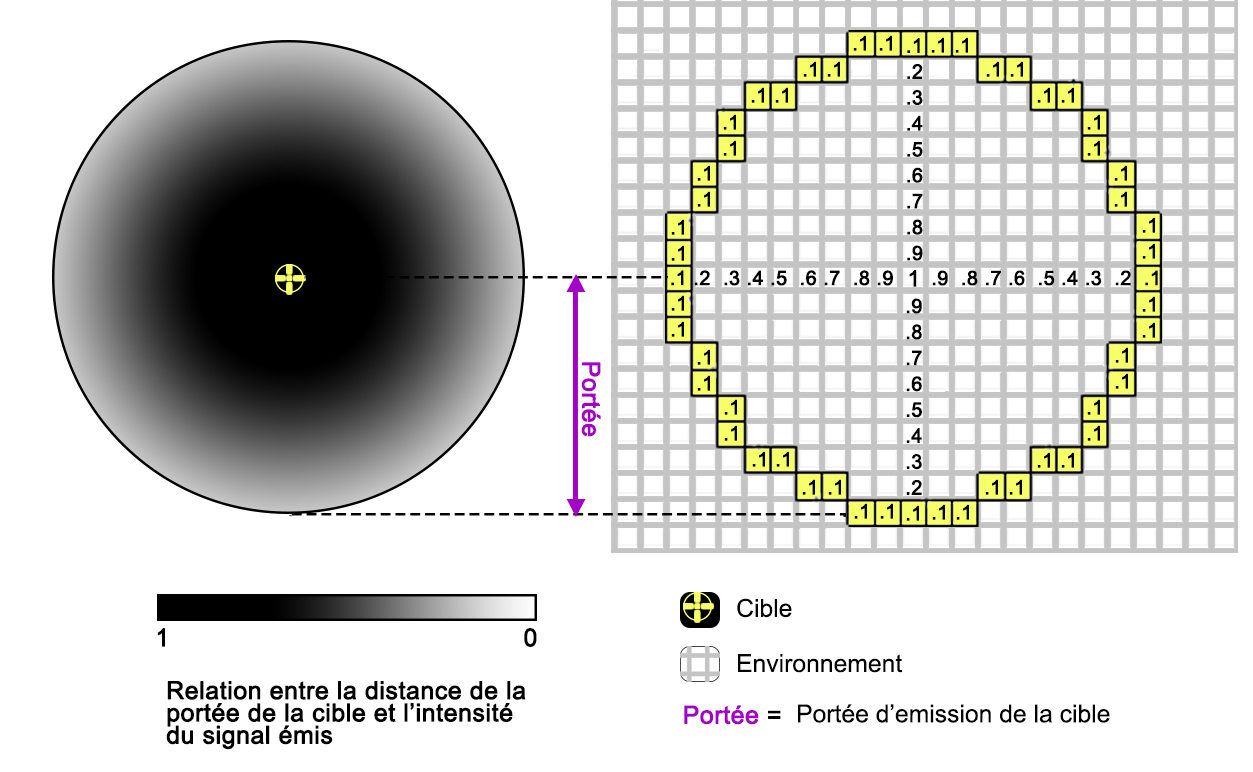 .1 .1 .1 .1 .1
.1 .1 .2 .1 .1
.1 .1 .3 .1 .1
.1 .4 .1
.1 .5 .1
.1 .6 .1
.1 .7 .1
.1 .8 .1
.1 .9 .1
.1 .2 .3 .4 .5 .6 .7 .8 .9 1 .9 .8 .7 .6 .5 .4 .3 .2 .1
.1 .9 .1
.1 .8 .1
.1 .7 .1
.1 .6 .1
.1 .5 .1
.1 .4 .1
.1 .1 .3 .1 .1
.1 .1 .2 .1 .1
.1 .1 .1 .1 .1
Portée
1 0
Relation entre la distance de la
portée de la cible et l'intensité
du signal émis
Cible
Environnement
Portée = Portée d'emission de la cible